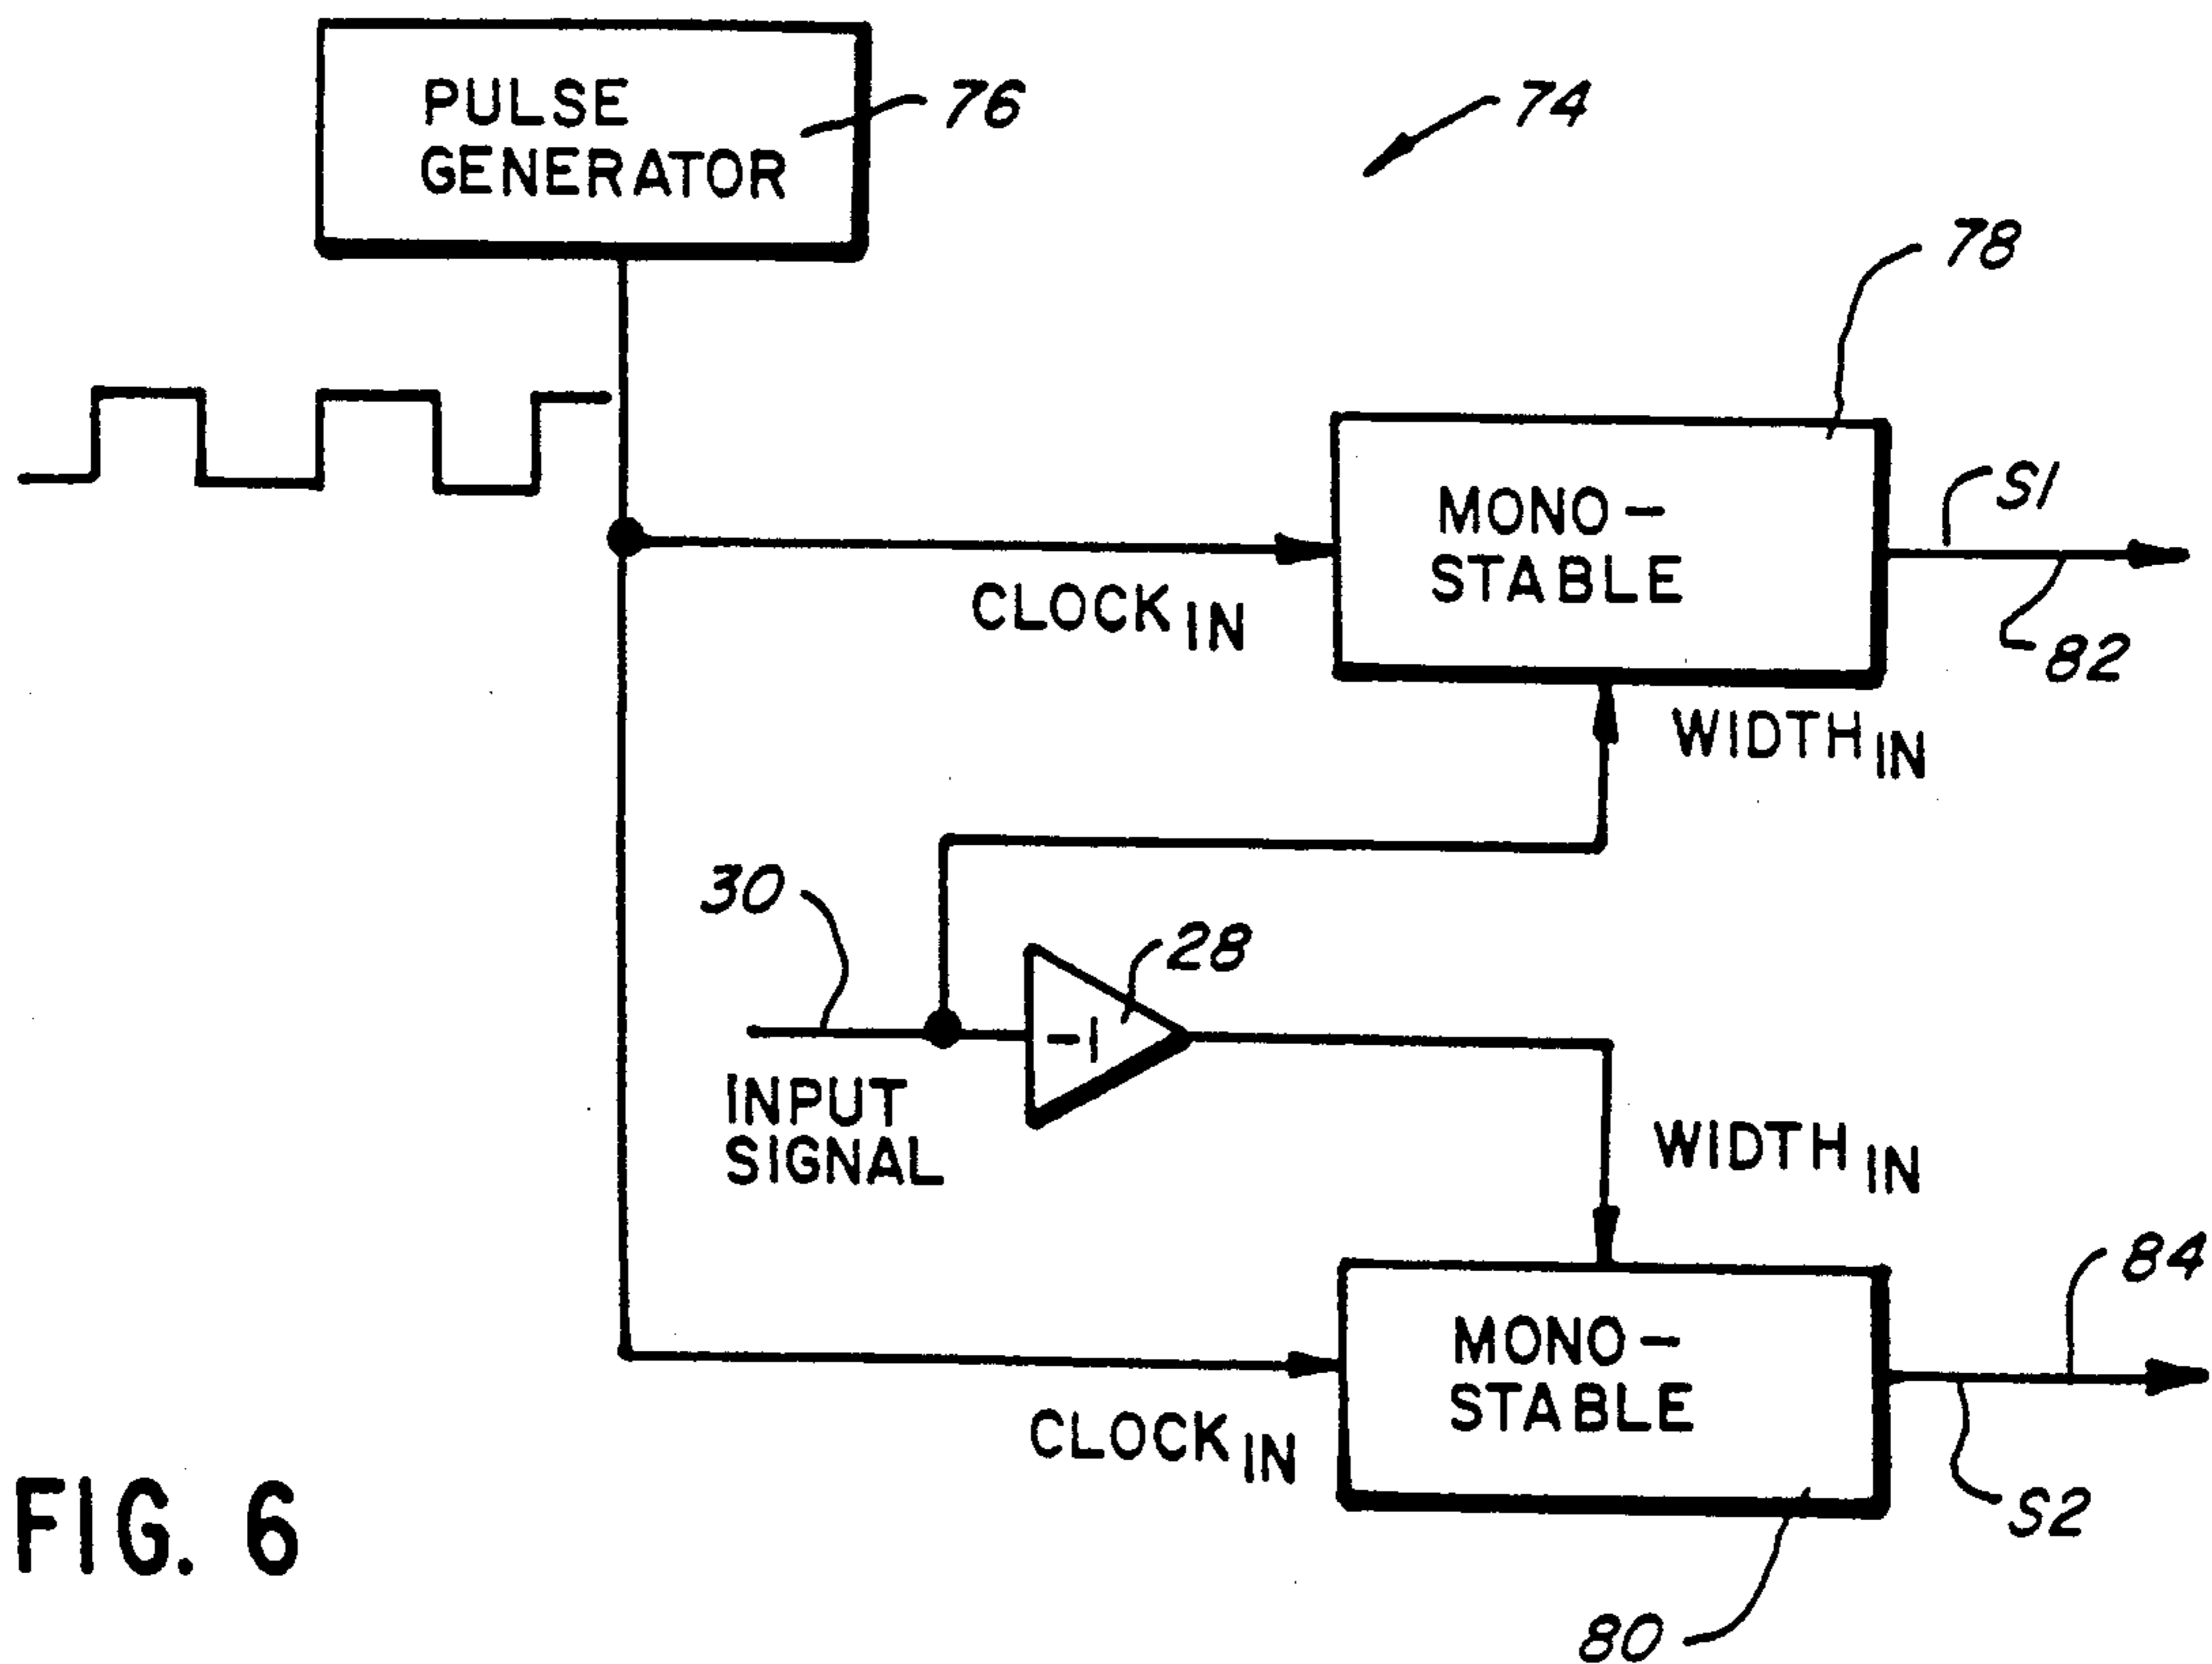 PULSE
GENERATOR
76
74
78
MONO-
STABLE
S1
82
CLOCK IN
WIDTH IN
30
28
-1
INPUT
SIGNAL
WIDTH IN
84
MONO-
STABLE
CLOCK IN
S2
80
FIG. 6